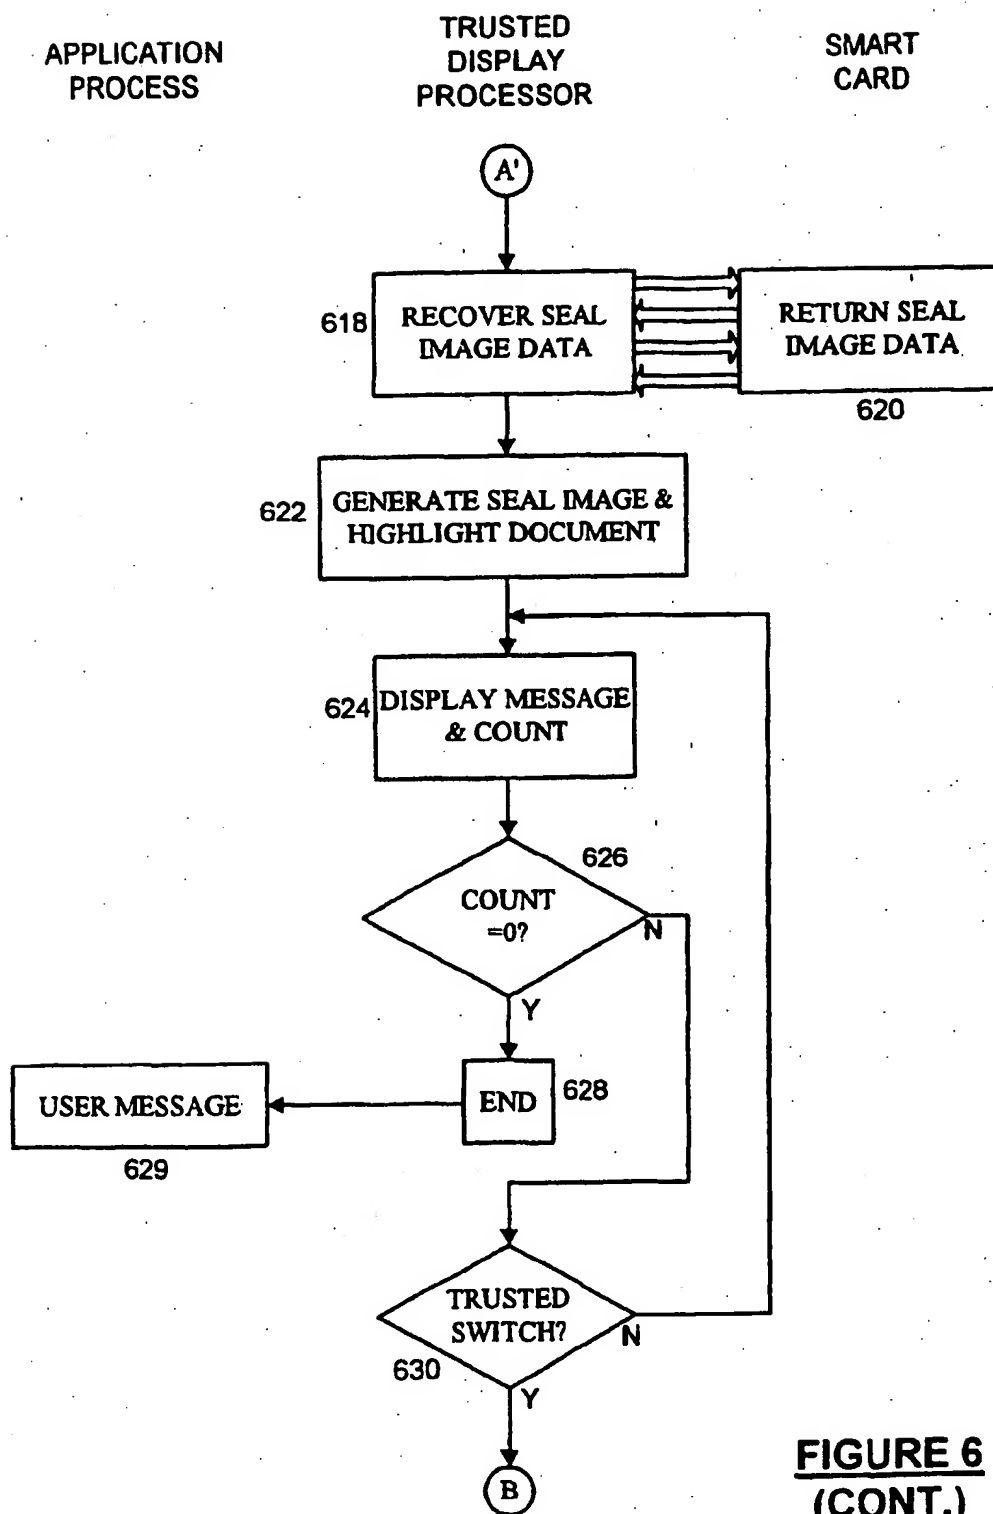 APPLICATION
PROCESS
TRUSTED
DISPLAY
PROCESSOR
SMART
CARD
A'
618
RECOVER SEAL
IMAGE DATA
RETURN SEAL
IMAGE DATA
620
622
GENERATE SEAL IMAGE &
HIGHLIGHT DOCUMENT
624
DISPLAY MESSAGE
& COUNT
626
COUNT
=0?
N
Y
USER MESSAGE
629
END
628
TRUSTED
SWITCH?
N
630
Y
B
FIGURE 6
(CONT.)